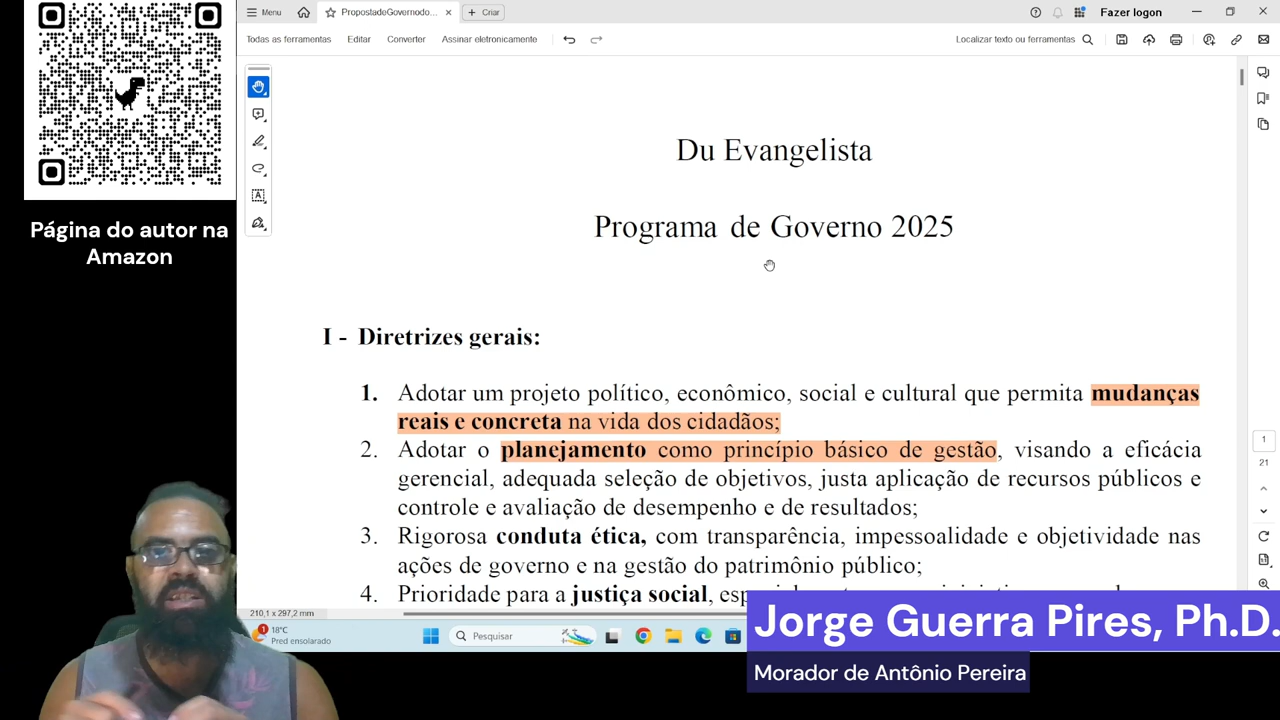 Página do autor na
Amazon
Menu
PropostadeGovernodo...
Criar
Fazer logon
Todas as ferramentas
Editar
Converter
Assinar eletronicamente
Localizar texto ou ferramentas
Du Evangelista
Programa de Governo 2025
I - Diretrizes gerais:
1. Adotar um projeto político, econômico, social e cultural que permita mudanças
reais e concreta na vida dos cidadãos;
2. Adotar o planejamento como princípio básico de gestão, visando a eficácia
gerencial, adequada seleção de objetivos, justa aplicação de recursos públicos e
controle e avaliação de desempenho e de resultados;
3. Rigorosa conduta ética, com transparência, impessoalidade e objetividade nas
ações de governo e na gestão do patrimônio público;
4. Prioridade para a justiça social,
1
21
210,1 x 297,2 mm
1
18°C
Pred ensolarado
Pesquisar
Jorge Guerra Pires, Ph.D.
Morador de Antônio Pereira